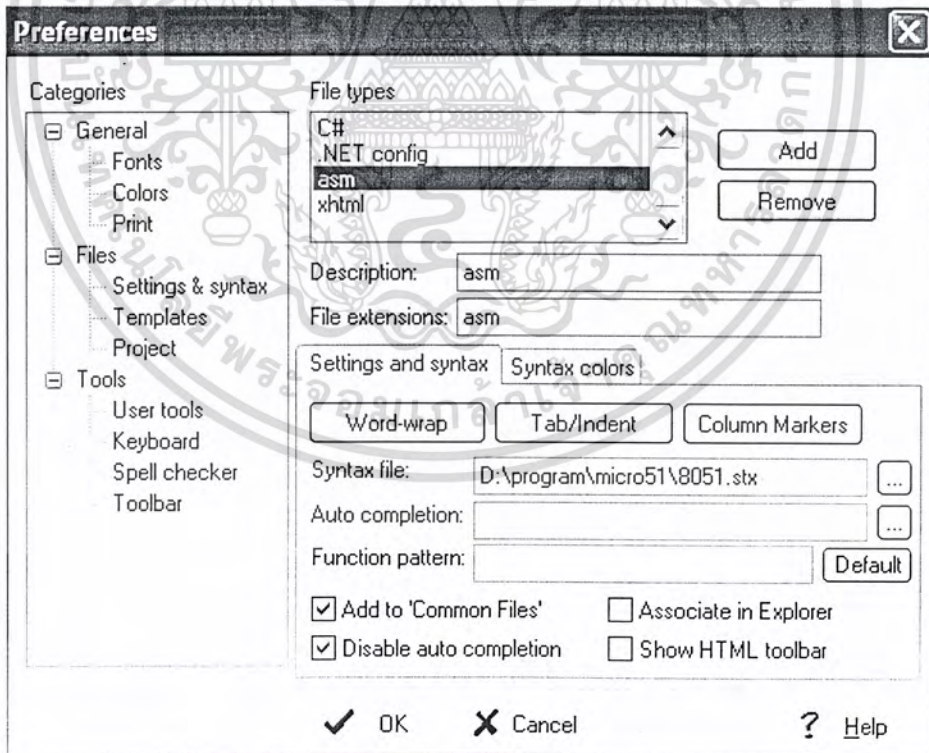 Preferences
Categories
General
Fonts
Colors
Print
Files
Settings & syntax
Templates
Project
Tools
User tools
Keyboard
Spell checker
Toolbar
File types
C#
.NET config
asm
xhtml
Add
Remove
Description: asm
File extensions: asm
Settings and syntax Syntax colors
Word-wrap Tab/Indent Column Markers
Syntax file: D:\program\micro51\8051.stx ...
Auto completion: ...
Function pattern: Default
Add to 'Common Files' Associate in Explorer
Disable auto completion Show HTML toolbar
OK Cancel ? Help